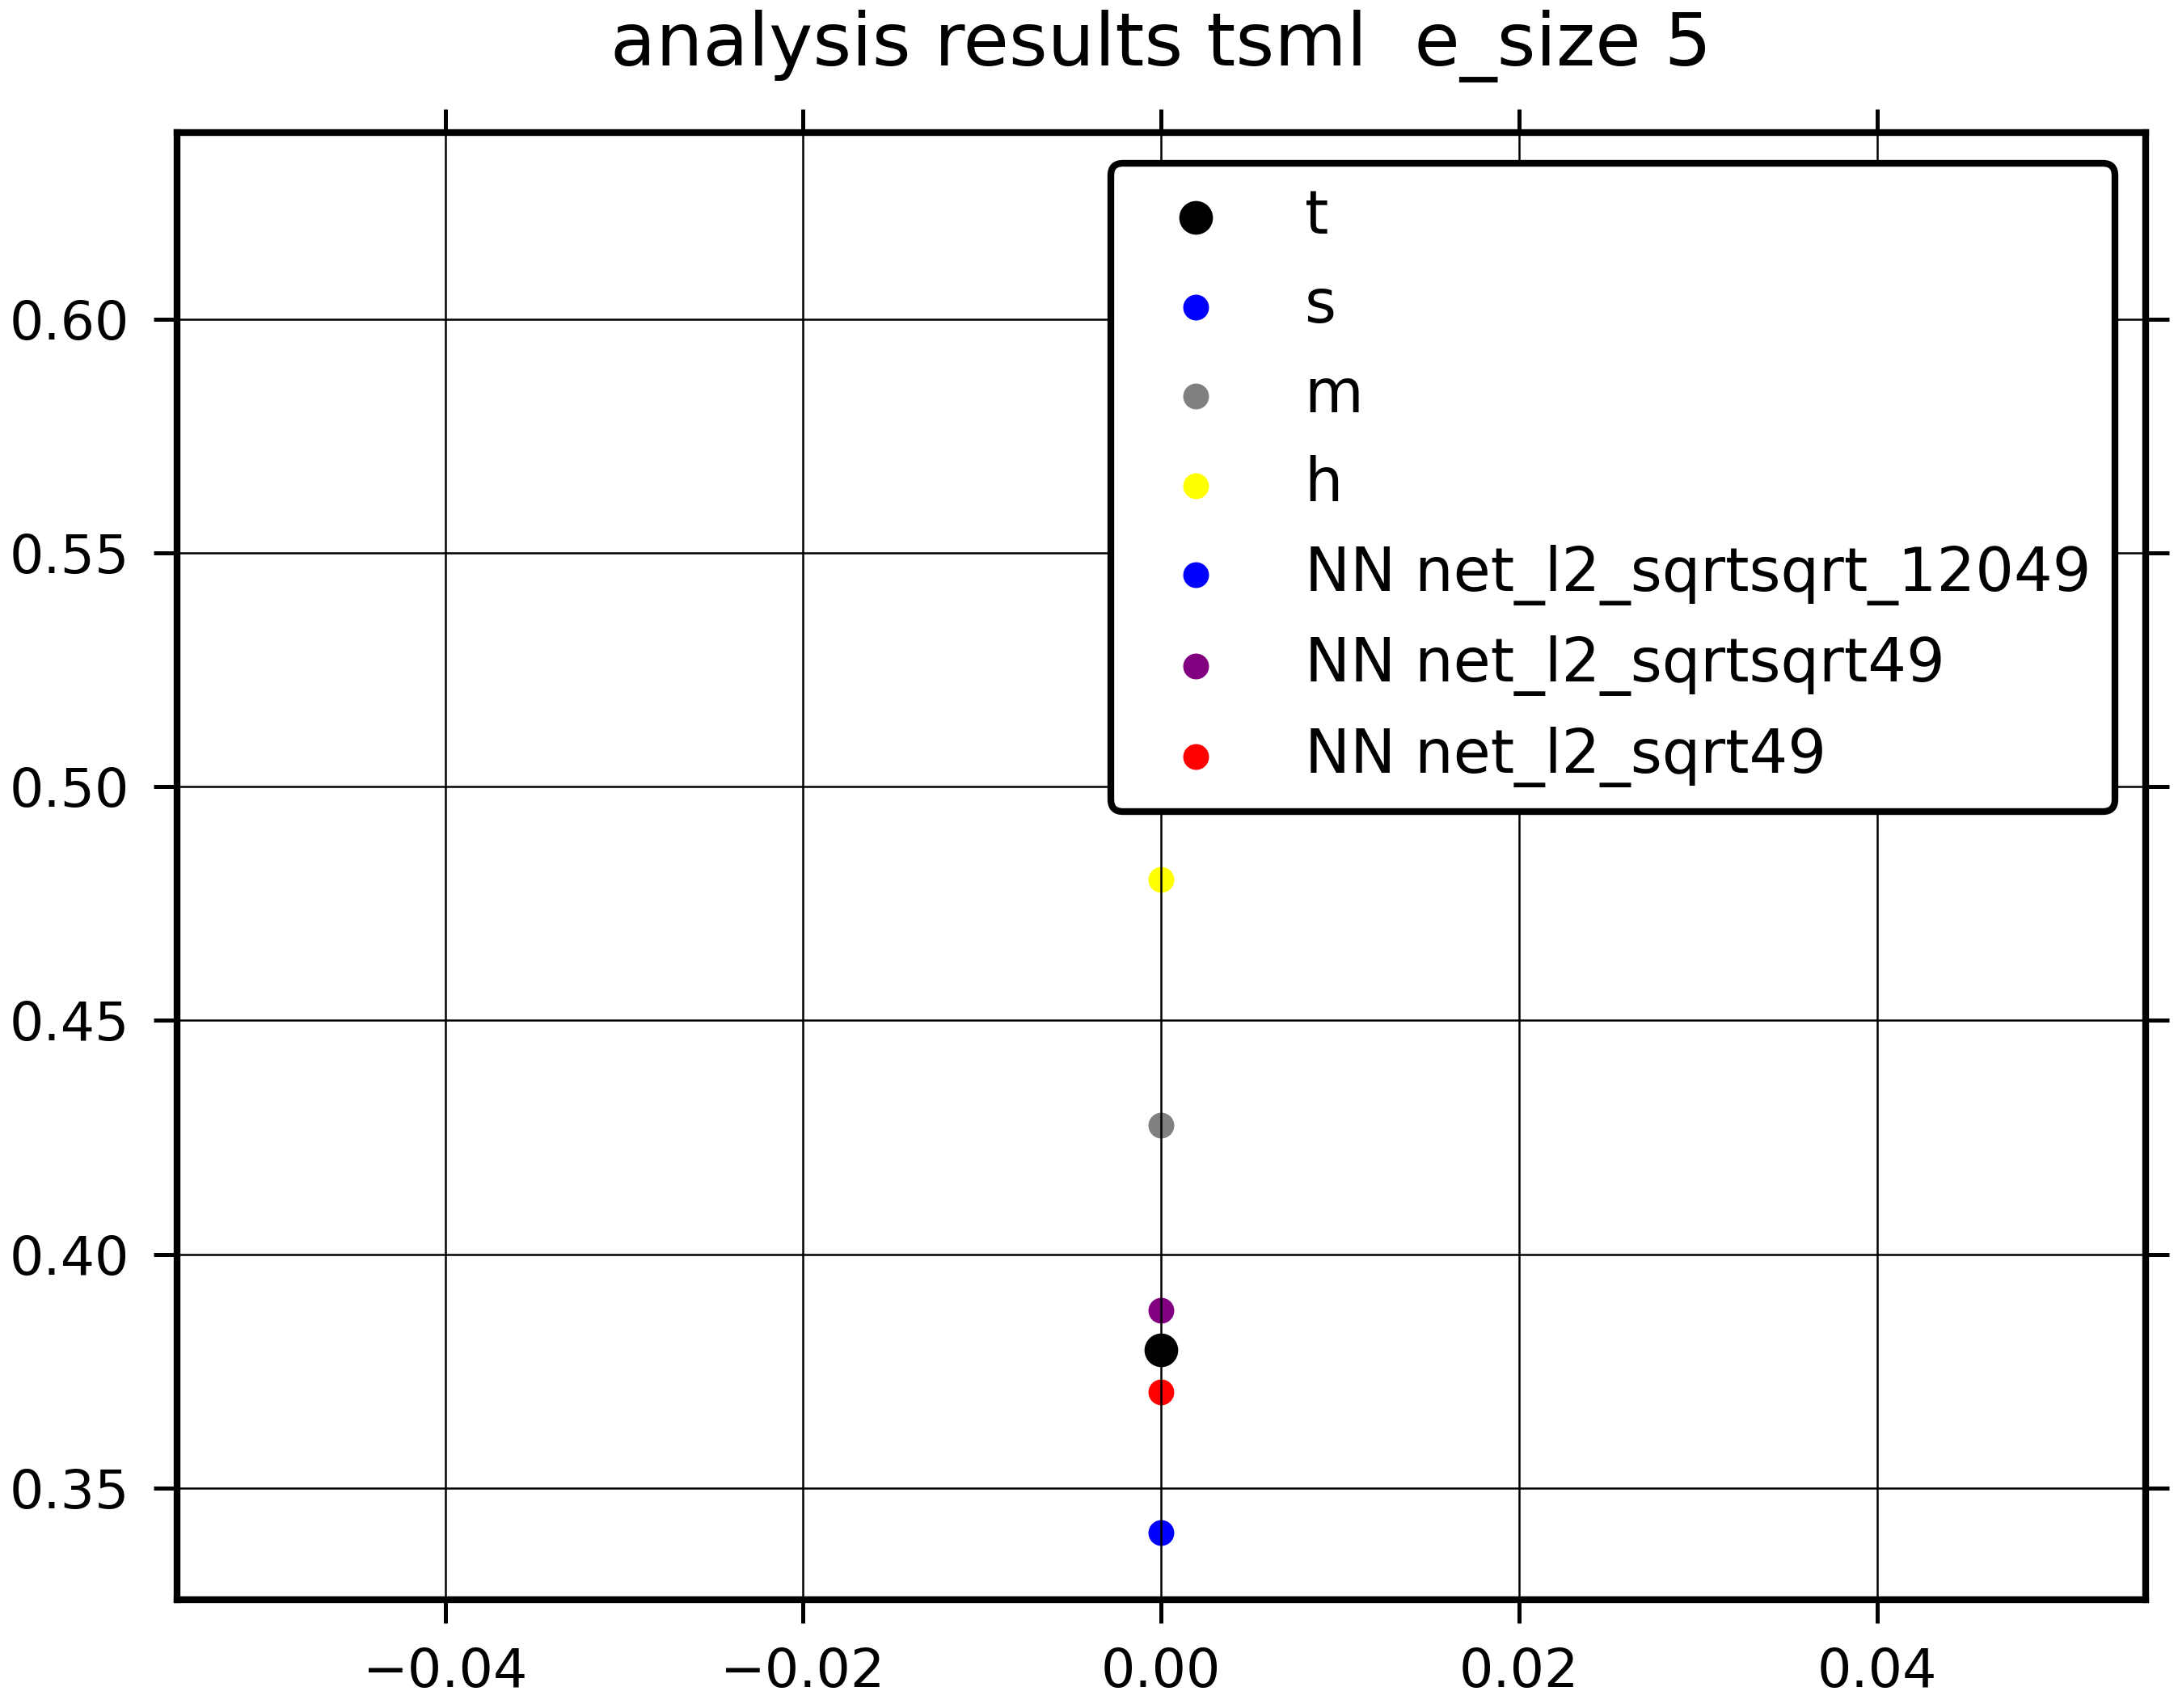 analysis results tsml  e_size 5
t
s
m
h
NN net_l2_sqrtsqrt_12049
NN net_l2_sqrtsqrt49
NN net_l2_sqrt49
0.60
0.55
0.50
0.45
0.40
0.35
−0.04 −0.02 0.00 0.02 0.04